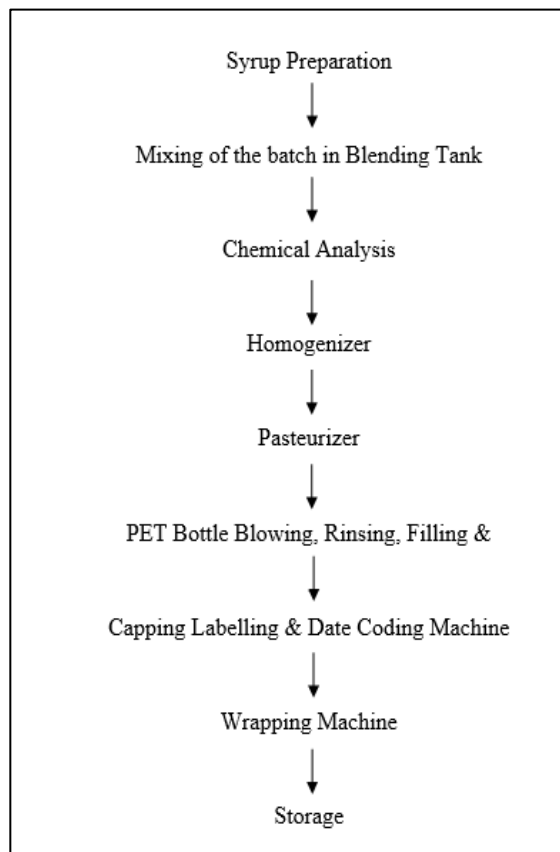 Syrup Preparation
Mixing of the batch in Blending Tank
Chemical Analysis
Homogenizer
Pasteurizer
PET Bottle Blowing, Rinsing, Filling &
Capping Labelling & Date Coding Machine
Wrapping Machine
Storage